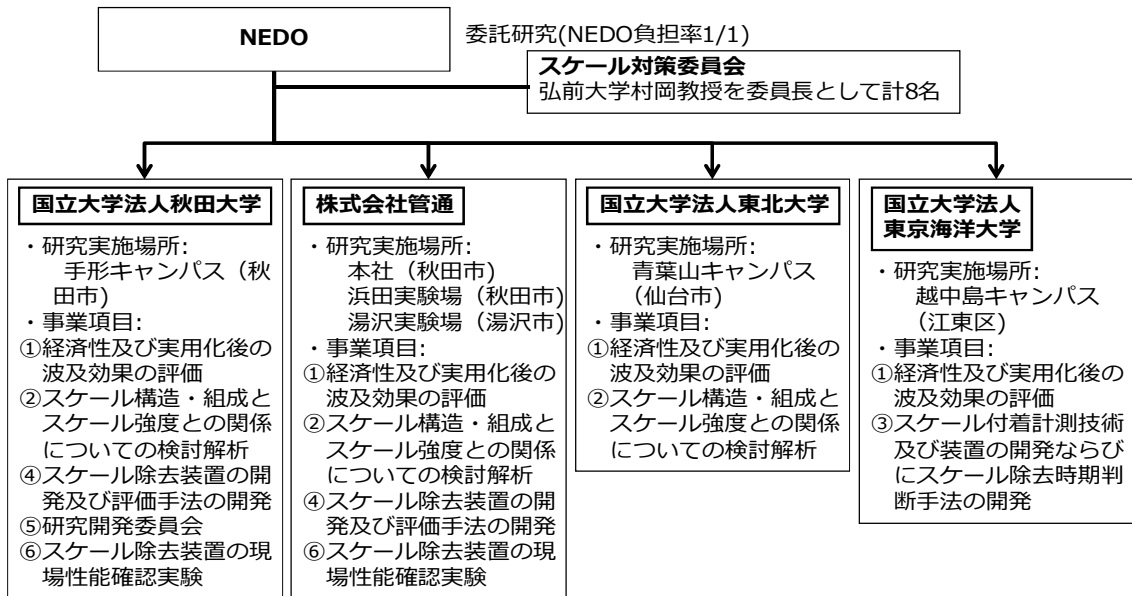 NEDO
委託研究(NEDO負担率1/1)
スケール対策委員会
弘前大学村岡教授を委員長として計8名
国立大学法人秋田大学
・研究実施場所:
手形キャンパス（秋
田市)
・事業項目:
①経済性及び実用化後の
波及効果の評価
②スケール構造・組成と
スケール強度との関係
についての検討解析
④スケール除去装置の開
発及び評価手法の開発
⑤研究開発委員会
⑥スケール除去装置の現
場性能確認実験
株式会社管通
・研究実施場所:
本社（秋田市）
浜田実験場（秋田市）
湯沢実験場（湯沢市）
・事業項目:
①経済性及び実用化後の
波及効果の評価
②スケール構造・組成と
スケール強度との関係
についての検討解析
④スケール除去装置の開
発及び評価手法の開発
⑥スケール除去装置の現
場性能確認実験
国立大学法人東北大学
・研究実施場所:
青葉山キャンパス
（仙台市）
・事業項目:
①経済性及び実用化後の
波及効果の評価
②スケール構造・組成と
スケール強度との関係
についての検討解析
国立大学法人
東京海洋大学
・研究実施場所:
越中島キャンパス
（江東区）
・事業項目:
①経済性及び実用化後の
波及効果の評価
③スケール付着計測技術
及び装置の開発ならび
にスケール除去時期判
断手法の開発